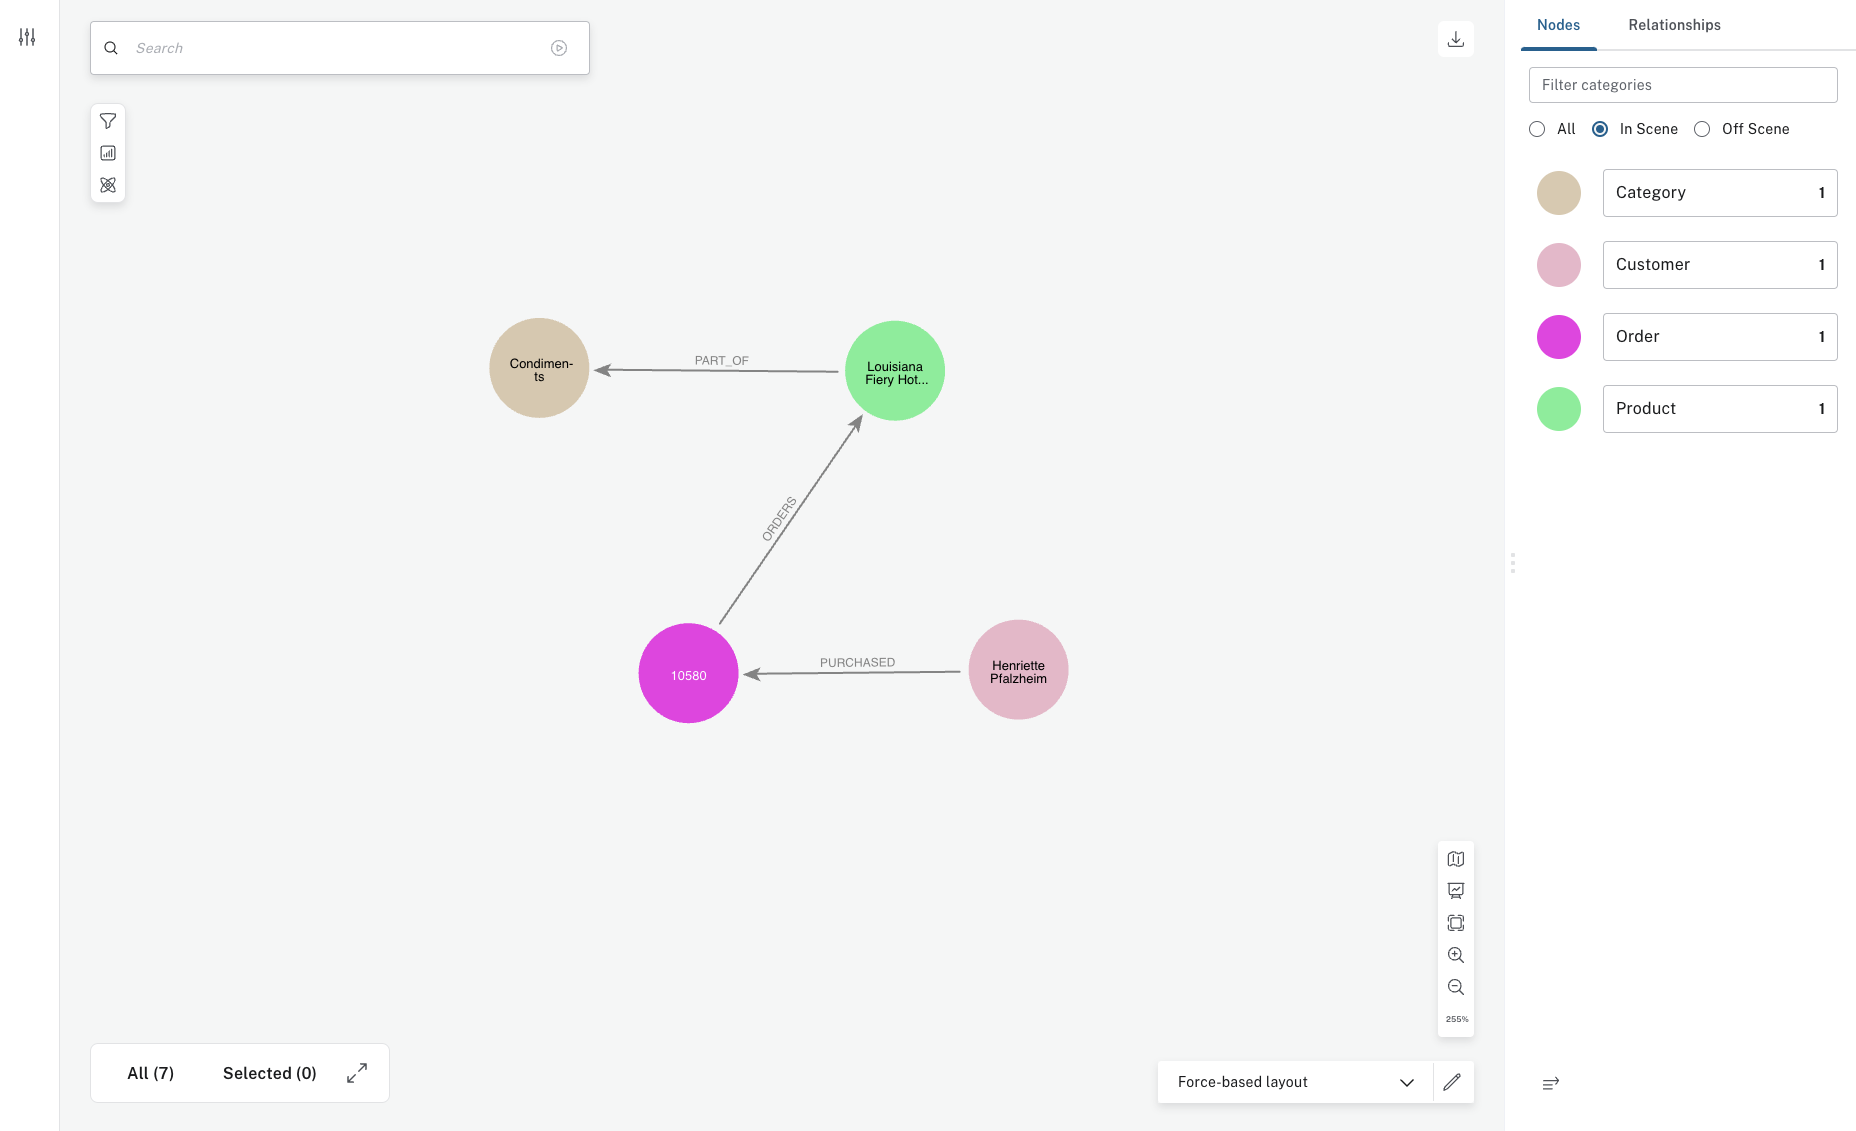 Search
Condimen-
ts
PART_OF
Louisiana
Fiery Hot...
ORDERS
10580
PURCHASED
Henriette
Pfalzheim
255%
All (7)
Selected (0)
Force-based layout
Nodes
Relationships
Filter categories
All
In Scene
Off Scene
Category 1
Customer 1
Order 1
Product 1